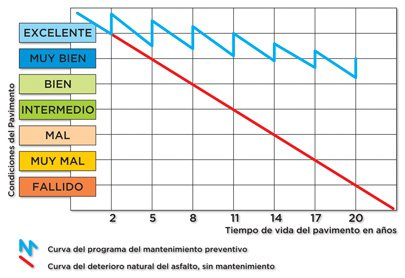 EXCELENTE
MUY BIEN
BIEN
INTERMEDIO
MAL
MUY MAL
FALLIDO
Condiciones del Pavimento
2 5 8 11 14 17 20
Tiempo de vida del pavimento en años
Curva del programa del mantenimiento preventivo
Curva del deterioro natural del asfalto, sin mantenimiento